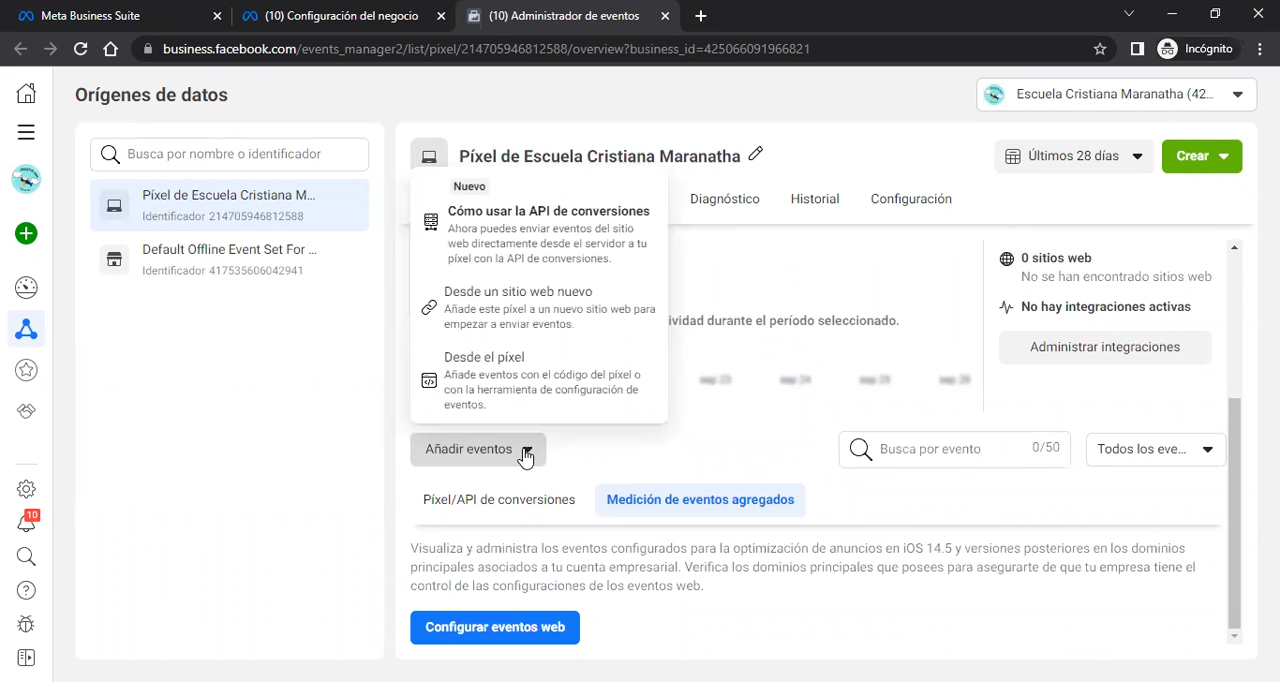 Meta Business Suite
(10) Configuración del negocio
(10) Administrador de eventos
business.facebook.com/events_manager2/list/pixel/214705946812588/overview?business_id=425066091966821
Incógnito
Orígenes de datos
Escuela Cristiana Maranatha (42...
Busca por nombre o identificador
Píxel de Escuela Cristiana M...
Identificador 214705946812588
Default Offline Event Set For ...
Identificador 417535606042941
10
Píxel de Escuela Cristiana Maranatha
Últimos 28 días
Crear
Diagnóstico
Historial
Configuración
Nuevo
Cómo usar la API de conversiones
Ahora puedes enviar eventos del sitio
web directamente desde el servidor a tu
píxel con la API de conversiones.
Desde un sitio web nuevo
Añade este píxel a un nuevo sitio web para
empezar a enviar eventos.
Desde el píxel
Añade eventos con el código del píxel o
con la herramienta de configuración de
eventos.
ividad durante el período seleccionado.
sep 23
sep 24
0 sitios web
No se han encontrado sitios web
No hay integraciones activas
Administrar integraciones
Añadir eventos
Busca por evento
0/50
Todos los eve...
Píxel/API de conversiones
Medición de eventos agregados
Visualiza y administra los eventos configurados para la optimización de anuncios en iOS 14.5 y versiones posteriores en los dominios
principales asociados a tu cuenta empresarial. Verifica los dominios principales que posees para asegurarte de que tu empresa tiene el
control de las configuraciones de los eventos web.
Configurar eventos web